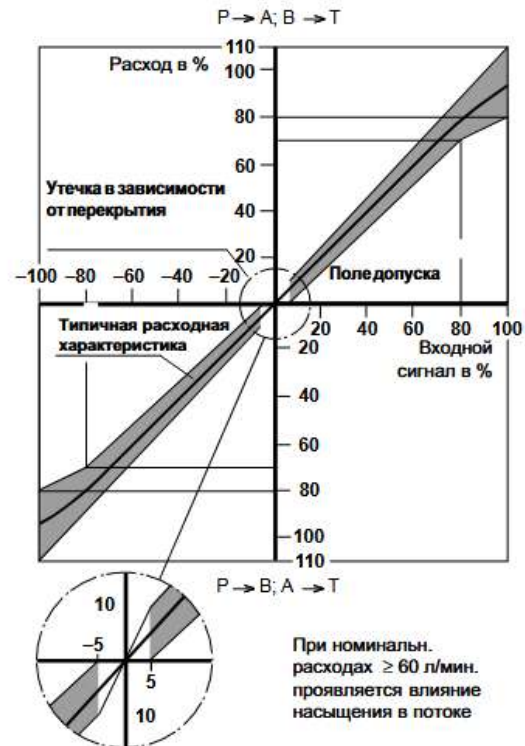 P → A; B → T
110
Расход в %
100
80
60
Утечка в зависимости
от перекрытия
40
20
–100 –80 –60 –40 –20
Поле допуска
Типичная расходная
характеристика
20 40 60 80 100
20
Входной
сигнал в %
40
60
80
100
110
P → B; A → T
10
–5
5
10
При номинальн.
расходах ≥ 60 л/мин.
проявляется влияние
насыщения в потоке